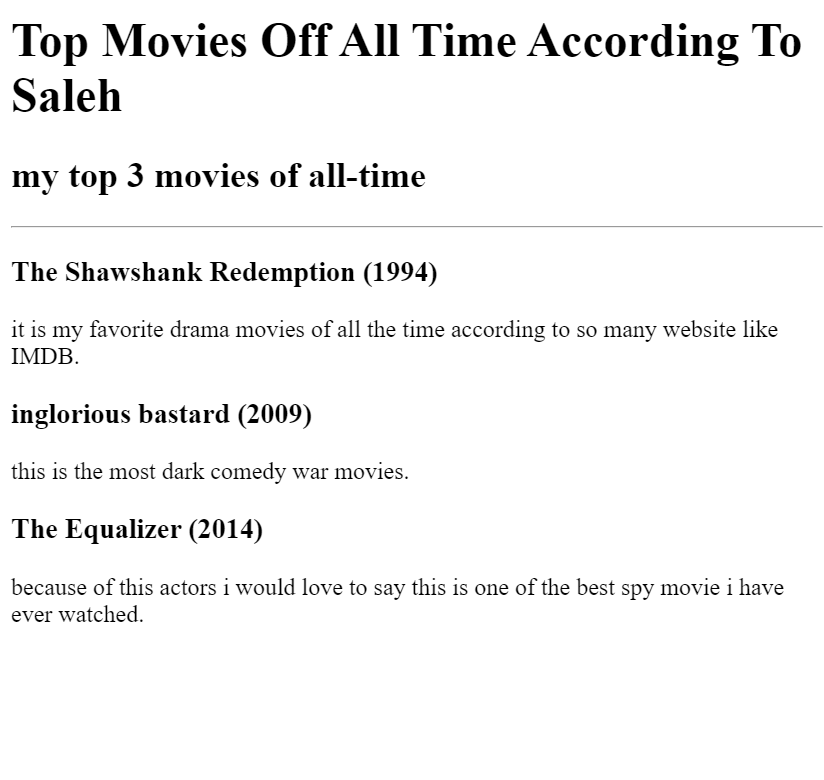 Top Movies Off All Time According To
Saleh
my top 3 movies of all-time
The Shawshank Redemption (1994)
it is my favorite drama movies of all the time according to so many website like
IMDB.
inglorious bastard (2009)
this is the most dark comedy war movies.
The Equalizer (2014)
because of this actors i would love to say this is one of the best spy movie i have
ever watched.